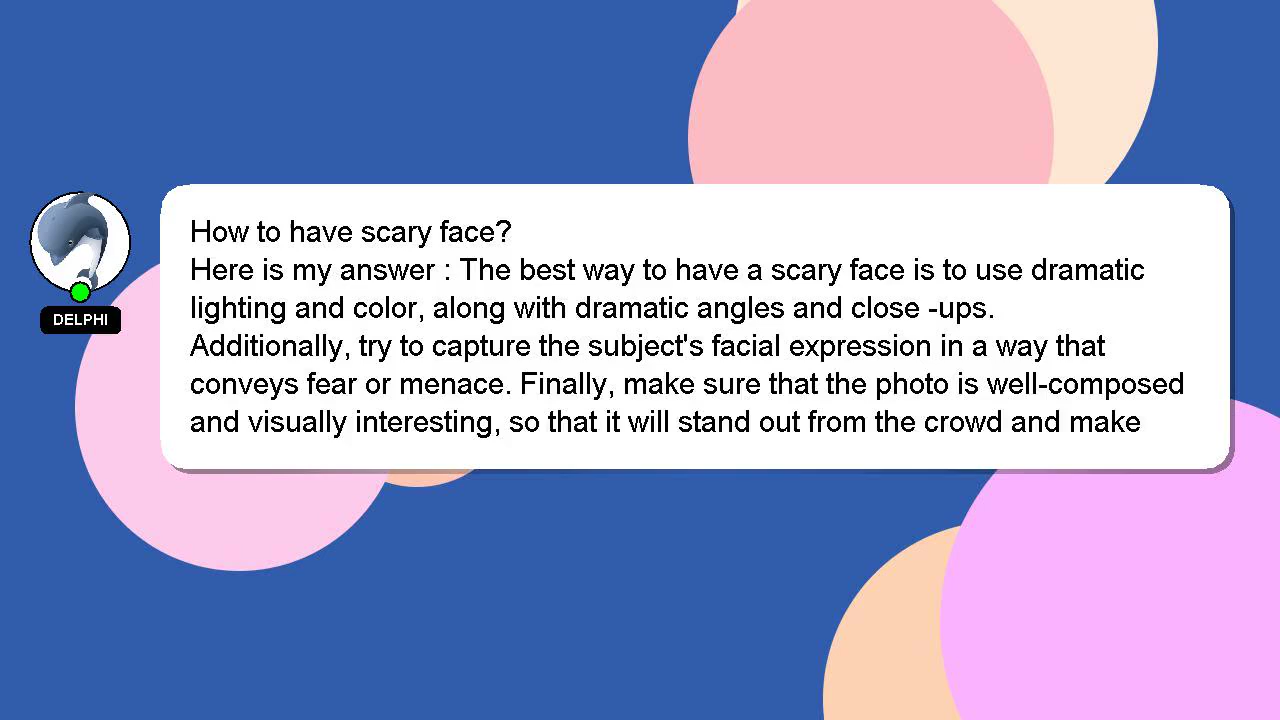 How to have scary face?
Here is my answer : The best way to have a scary face is to use dramatic
lighting and color, along with dramatic angles and close -ups.
Additionally, try to capture the subject's facial expression in a way that
conveys fear or menace. Finally, make sure that the photo is well-composed
and visually interesting, so that it will stand out from the crowd and make
DELPHI